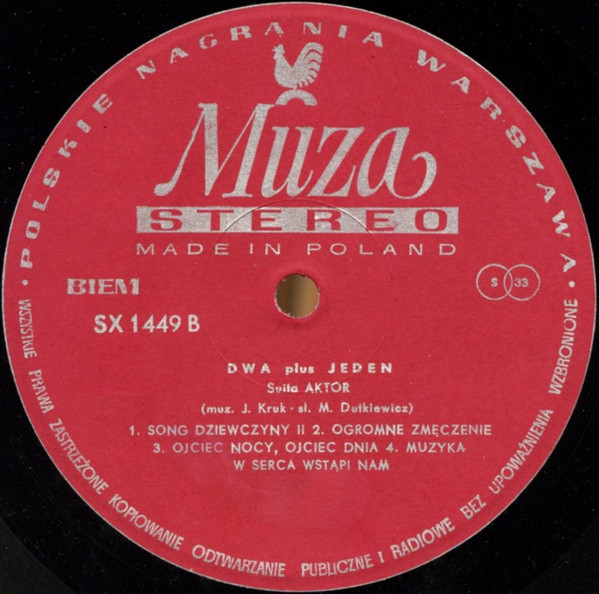 • POLSKIE NAGRANIA WARSZAWA •
Muza
STEREO
MADE IN POLAND
BIEM
S 33
SX 1449 B
DWA plus JEDEN
Suita AKTOR
(muz. J. Kruk - sł. M. Dutkiewicz)
1. SONG DZIEWCZYNY II 2. OGROMNE ZMĘCZENIE
3. OJCIEC NOCY, OJCIEC DNIA 4. MUZYKA
W SERCA WSTĄPI NAM
WSZYSTKIE PRAWA ZASTRZEŻONE KOPIOWANIE ODTWARZANIE PUBLICZNE I RADIOWE BEZ UPOWAŻNIENIA WZBRONIONE